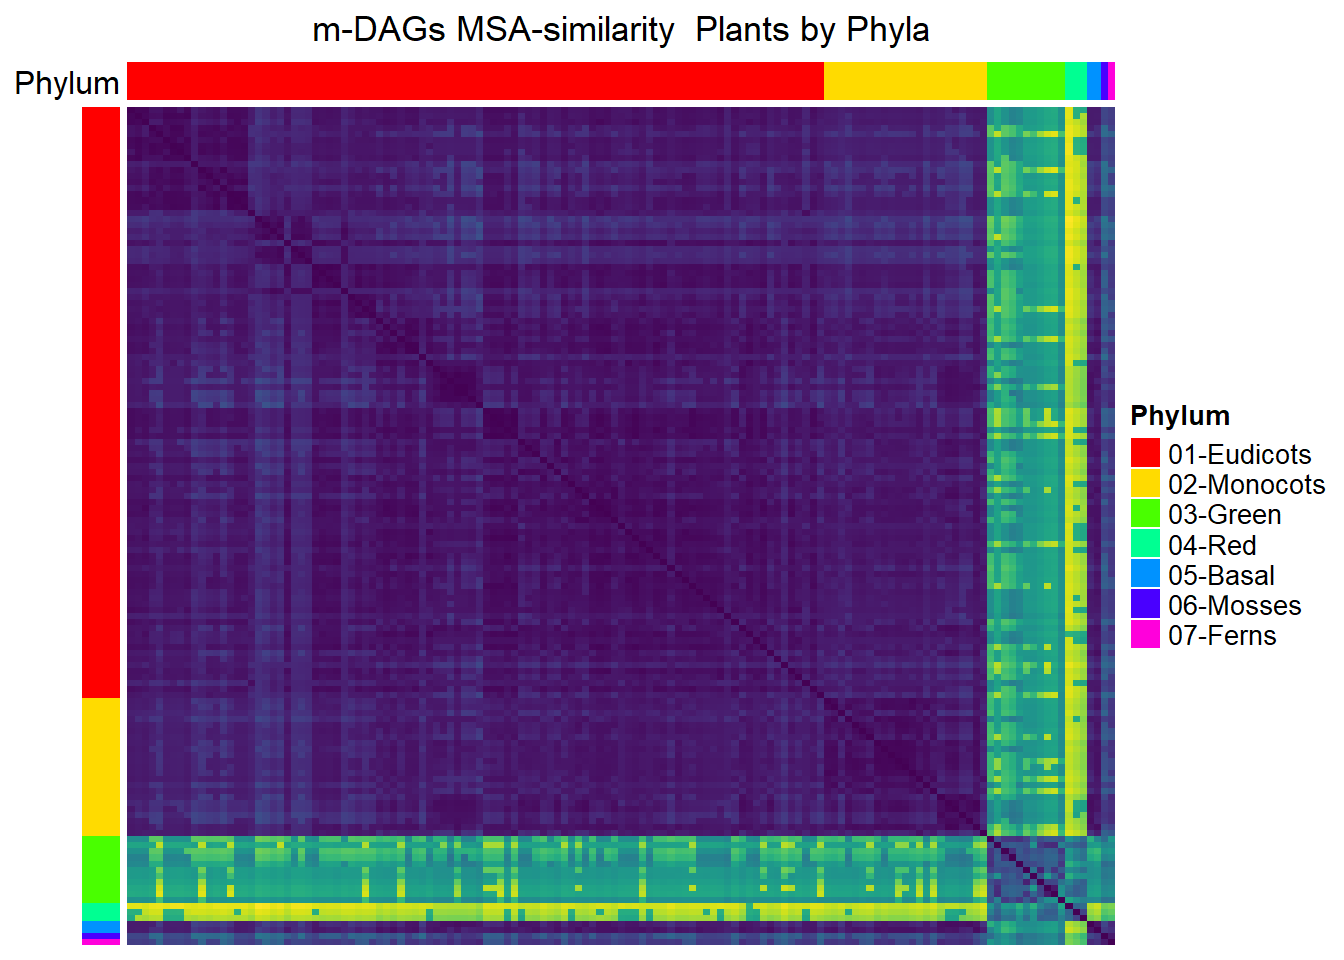 m-DAGs MSA-similarity  Plants by Phyla
Phylum
Phylum
01-Eudicots
02-Monocots
03-Green
04-Red
05-Basal
06-Mosses
07-Ferns